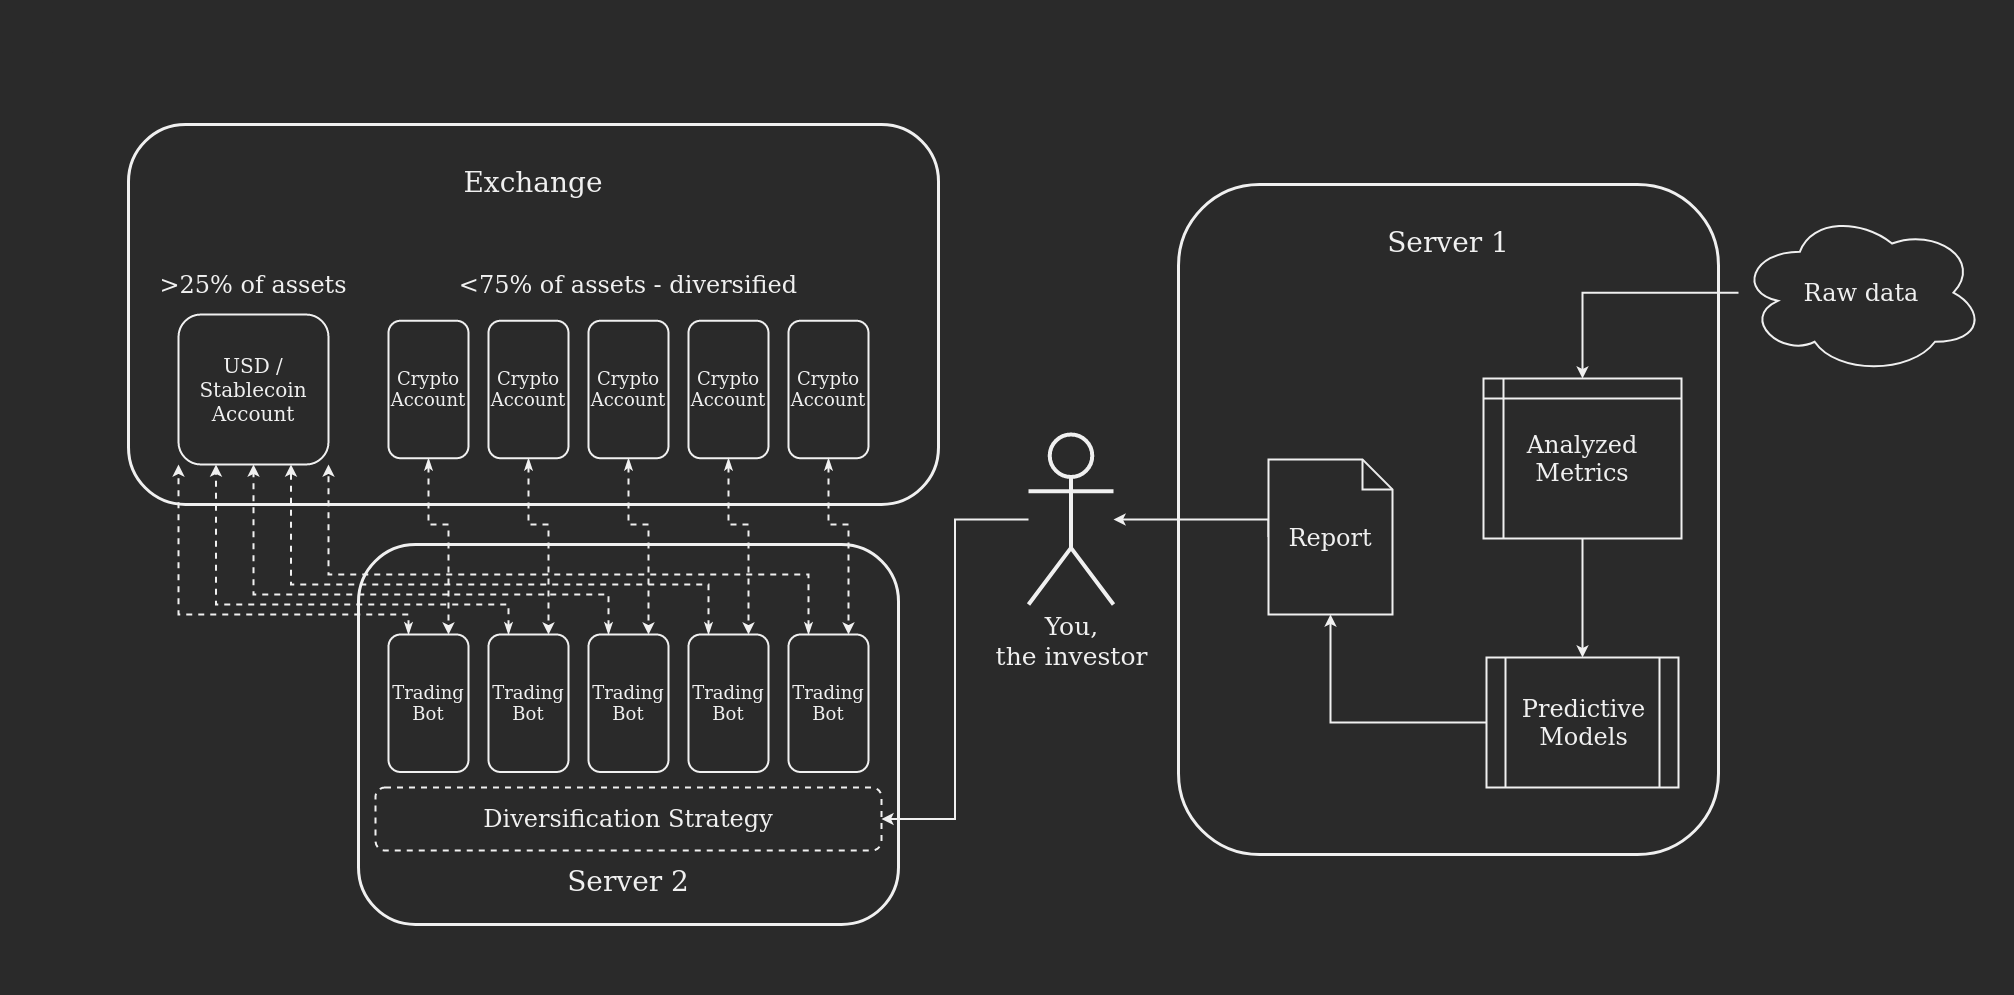 Exchange
>25% of assets
<75% of assets - diversified
USD /
Stablecoin
Account
Crypto
Account
Crypto
Account
Crypto
Account
Crypto
Account
Crypto
Account
Trading
Bot
Trading
Bot
Trading
Bot
Trading
Bot
Trading
Bot
Diversification Strategy
Server 2
You,
the investor
Server 1
Report
Analyzed
Metrics
Predictive
Models
Raw data